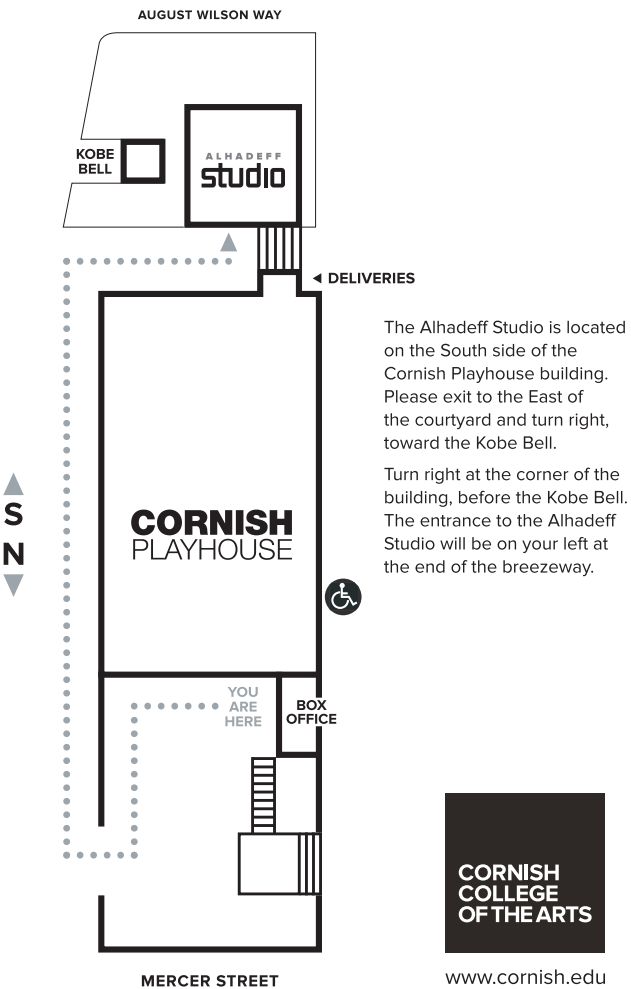 AUGUST WILSON WAY
KOBE
BELL
ALHADEFF
studio
DELIVERIES
The Alhadeff Studio is located
on the South side of the
Cornish Playhouse building.
Please exit to the East of
the courtyard and turn right,
toward the Kobe Bell.
Turn right at the corner of the
building, before the Kobe Bell.
The entrance to the Alhadeff
Studio will be on your left at
the end of the breezeway.
S
N
CORNISH
PLAYHOUSE
YOU
ARE
HERE
BOX
OFFICE
CORNISH
COLLEGE
OF THE ARTS
MERCER STREET
www.cornish.edu